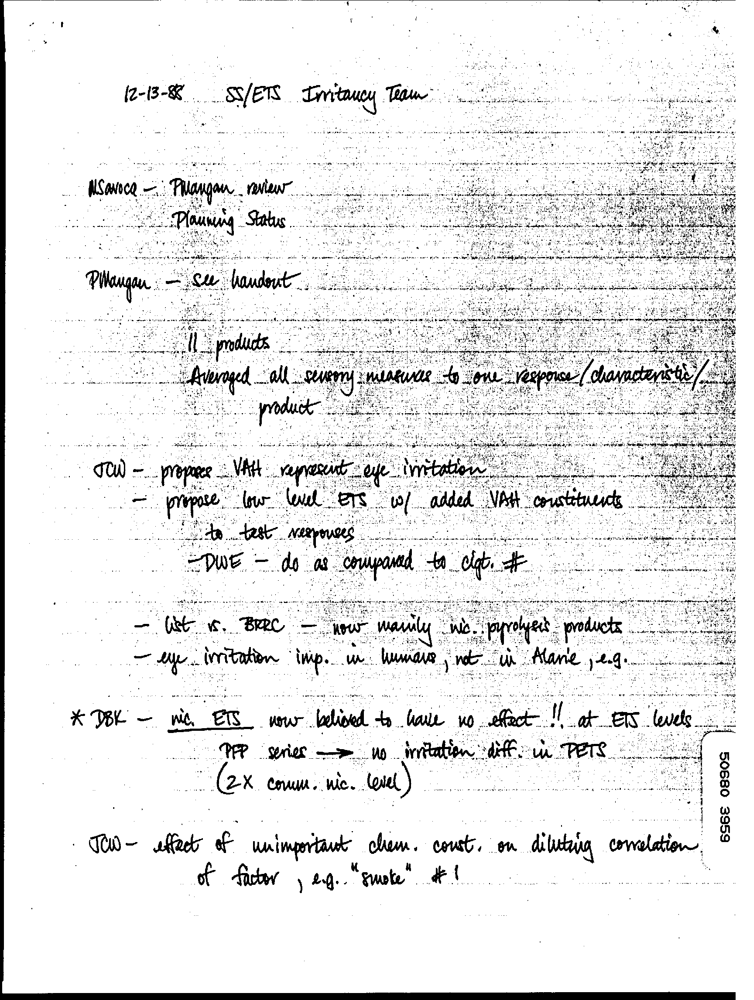 12-13-88 SS/ETS Irritancy Team
MSavoca - PMangan review
Planning Status
PMangan - see handout
11 products
Averaged all sensory measures to one response/characteristic/
product
JCW - proposes VAH represent eye irritation
- propose low level ETS w/ added VAH constituents
to test responses
- DWE - do as compared to cigt. #
- list vs. BRRC - now mainly nic. pyrolysis products
- eye irritation imp. in humans, not in Alarie, e.g.
* DBK - nic. ETS now believed to have no effect !! at ETS levels
PFP series → no irritation diff. in PETS
(2X comm. nic. level)
JCW - effect of unimportant chem. const. on diluting correlation
of factor, e.g. "smoke" #1
50680 3959